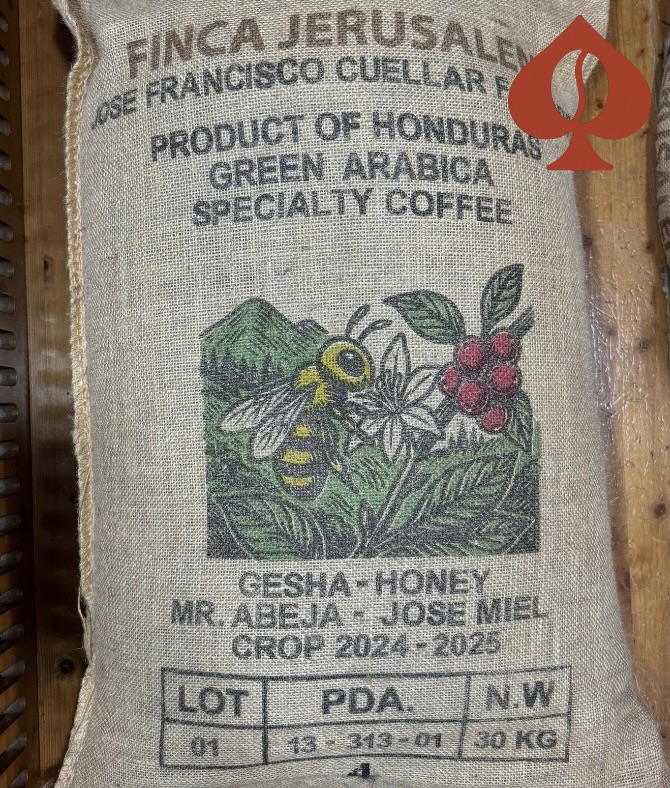 FINCA JERUSALEN
JOSE FRANCISCO CUELLAR
PRODUCT OF HONDURAS
GREEN ARABICA
SPECIALTY COFFEE
GESHA-HONEY
MR. ABEJA - JOSE MIEL
CROP 2024-2025
LOT PDA. N.W
01 13-313-01 30 KG